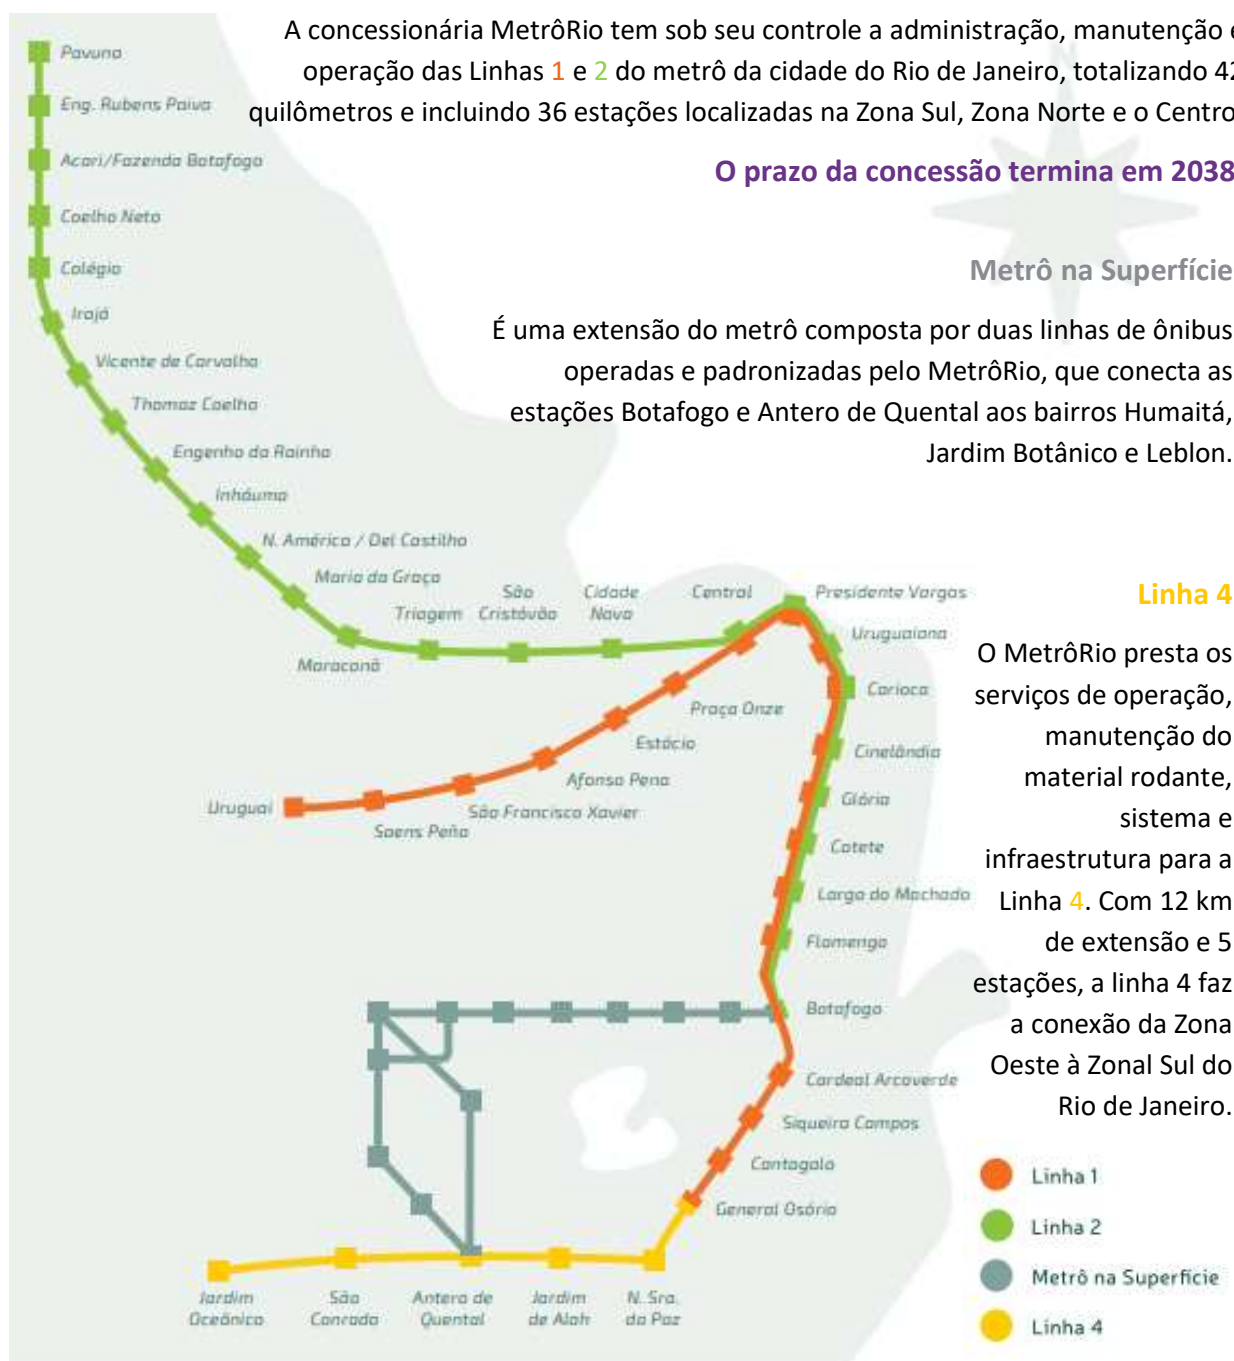 A concessionária MetrôRio tem sob seu controle a administração, manutenção e
operação das Linhas 1 e 2 do metrô da cidade do Rio de Janeiro, totalizando 42
quilômetros e incluindo 36 estações localizadas na Zona Sul, Zona Norte e o Centro
O prazo da concessão termina em 2038
Metrô na Superfície
É uma extensão do metrô composta por duas linhas de ônibus
operadas e padronizadas pelo MetrôRio, que conecta as
estações Botafogo e Antero de Quental aos bairros Humaitá,
Jardim Botânico e Leblon.
Linha 4
O MetrôRio presta os
serviços de operação,
manutenção do
material rodante,
sistema e
infraestrutura para a
Linha 4. Com 12 km
de extensão e 5
estações, a linha 4 faz
a conexão da Zona
Oeste à Zonal Sul do
Rio de Janeiro.
Pavuna
Eng. Rubens Paiva
Acari/Fazenda Botafogo
Coelho Neto
Colégio
Irajá
Vicente de Carvalho
Thomaz Coelho
Engenho da Rainha
Inhaúma
N. América / Del Castilho
Maria da Graça
Triagem
Maracanã
São
Cristóvão
Cidade
Nova
Central
Presidente Vargas
Uruguaiana
Carioca
Cinelândia
Glória
Catete
Largo do Machado
Flamengo
Botafogo
Praça Onze
Estácio
Afonso Pena
São Francisco Xavier
Saens Peña
Uruguai
Cardeal Arcoverde
Siqueira Campos
Cantagalo
General Osório
Jardim
Oceânico
São
Conrado
Antero de
Quental
Jardim
de Alah
N. Sra.
da Paz
Linha 1
Linha 2
Metrô na Superfície
Linha 4